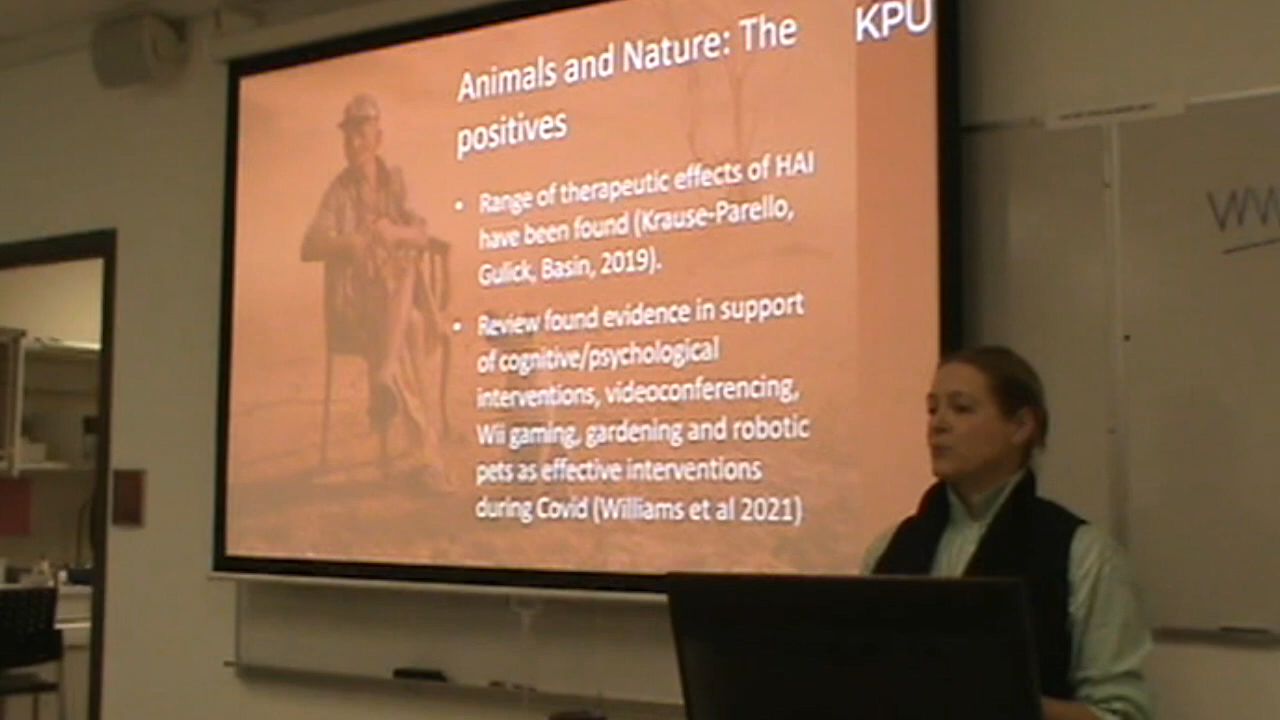 Animals and Nature: The
positives
KPU
• Range of therapeutic effects of HAI
have been found (Krause-Parello,
Gulick, Basin, 2019).
• Review found evidence in support
of cognitive/psychological
interventions, videoconferencing,
Wii gaming, gardening and robotic
pets as effective interventions
during Covid (Williams et al 2021)